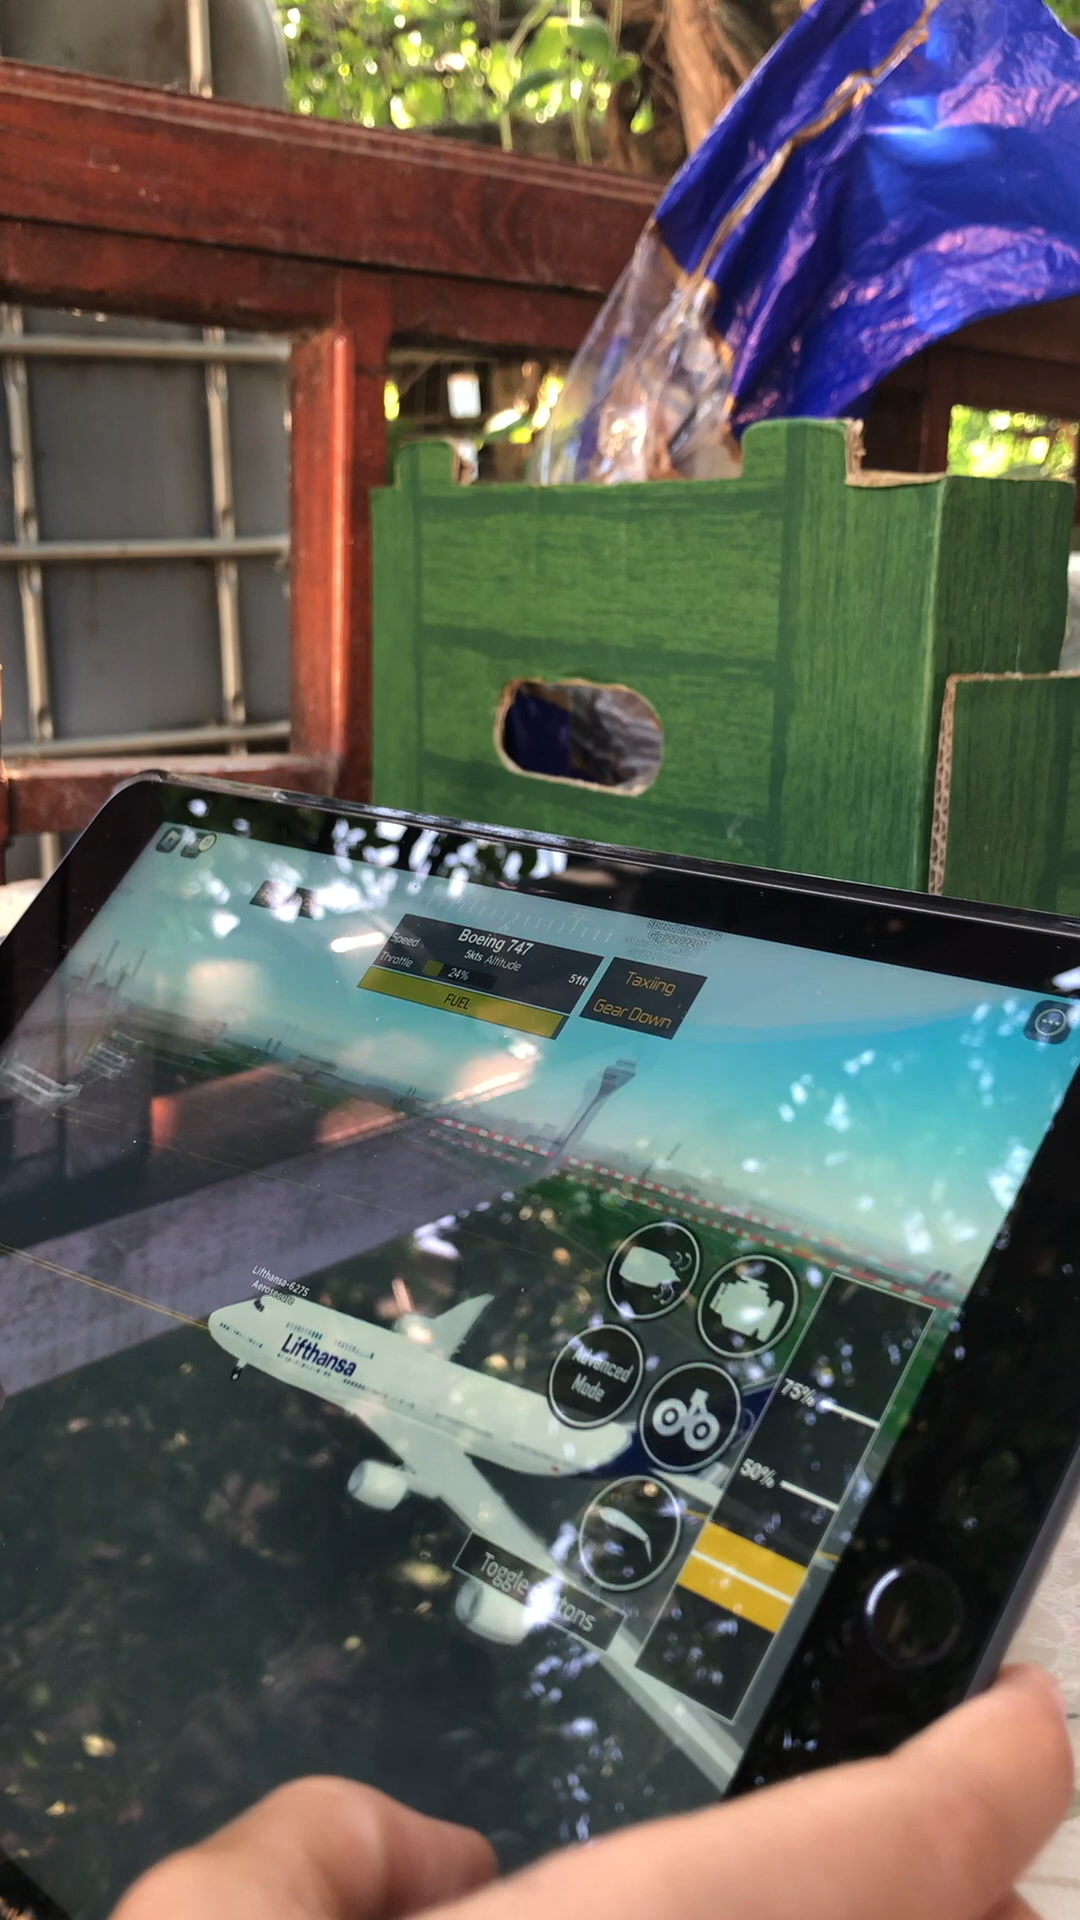 Boeing 747
Speed
5kts
Altitude
51ft
Throttle
24%
FUEL
Taxiing
Gear Down
Lifthansa-6275
Lifthansa
Advanced
Mode
75%
50%
Toggle